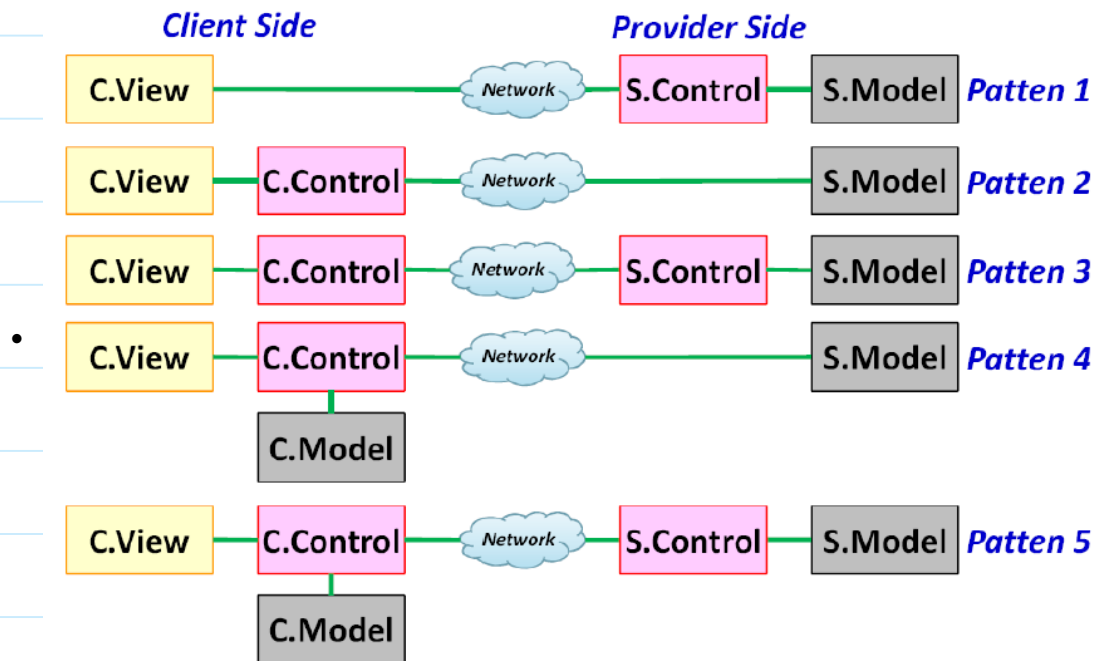 Client Side Provider Side
C.View Network S.Control S.Model Patten 1
C.View C.Control Network S.Model Patten 2
C.View C.Control Network S.Control S.Model Patten 3
C.View C.Control Network S.Model Patten 4
C.Model
C.View C.Control Network S.Control S.Model Patten 5
C.Model